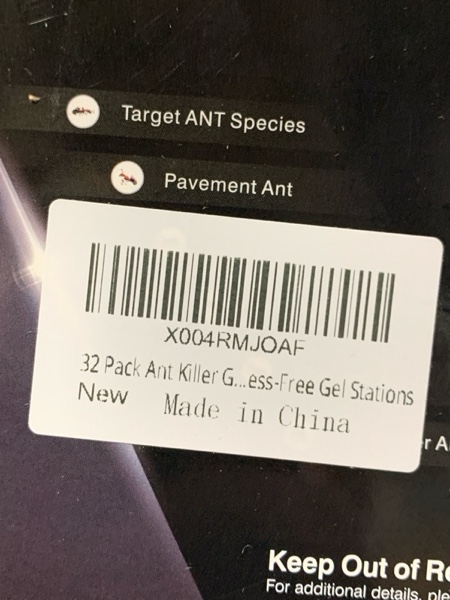 Target ANT Species
Pavement Ant
X004RMJOAF
32 Pack Ant Killer G...ess-Free Gel Stations
New
Made in China
Keep Out of
For additional details,